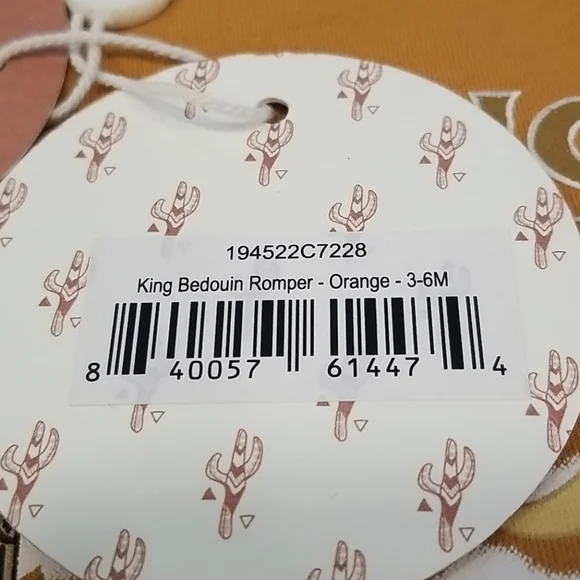 194522C7228
King Bedouin Romper - Orange - 3-6M
8 40057 61447 4